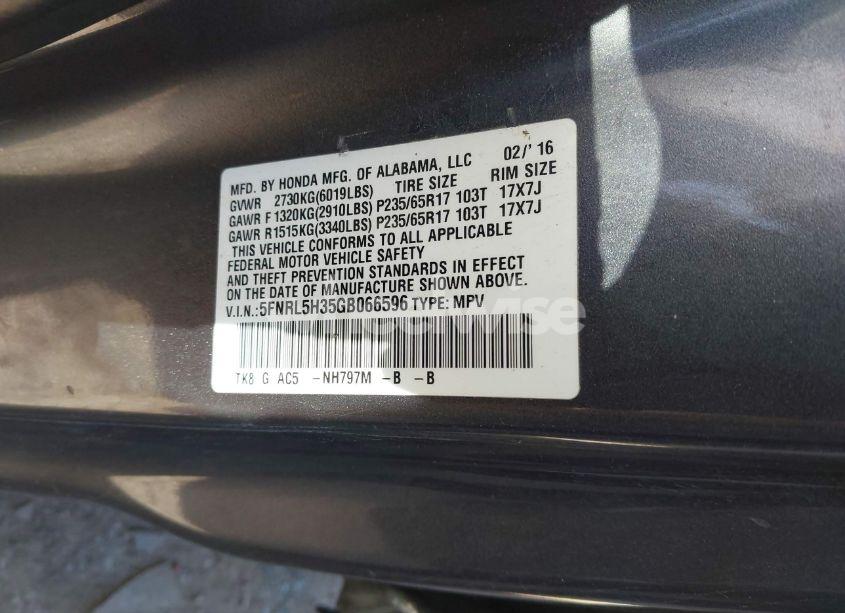 MFD. BY HONDA MFG. OF ALABAMA, LLC 02/' 16
GVWR 2730KG(6019LBS) TIRE SIZE RIM SIZE
GAWR F 1320KG(2910LBS) P235/65R17 103T 17X7J
GAWR R1515KG(3340LBS) P235/65R17 103T 17X7J
THIS VEHICLE CONFORMS TO ALL APPLICABLE
FEDERAL MOTOR VEHICLE SAFETY
AND THEFT PREVENTION STANDARDS IN EFFECT
ON THE DATE OF MANUFACTURE SHOWN ABOVE.
V.I.N.:5FNRL5H35GB066596 TYPE: MPV
TK8 G AC5 -NH797M -B -B